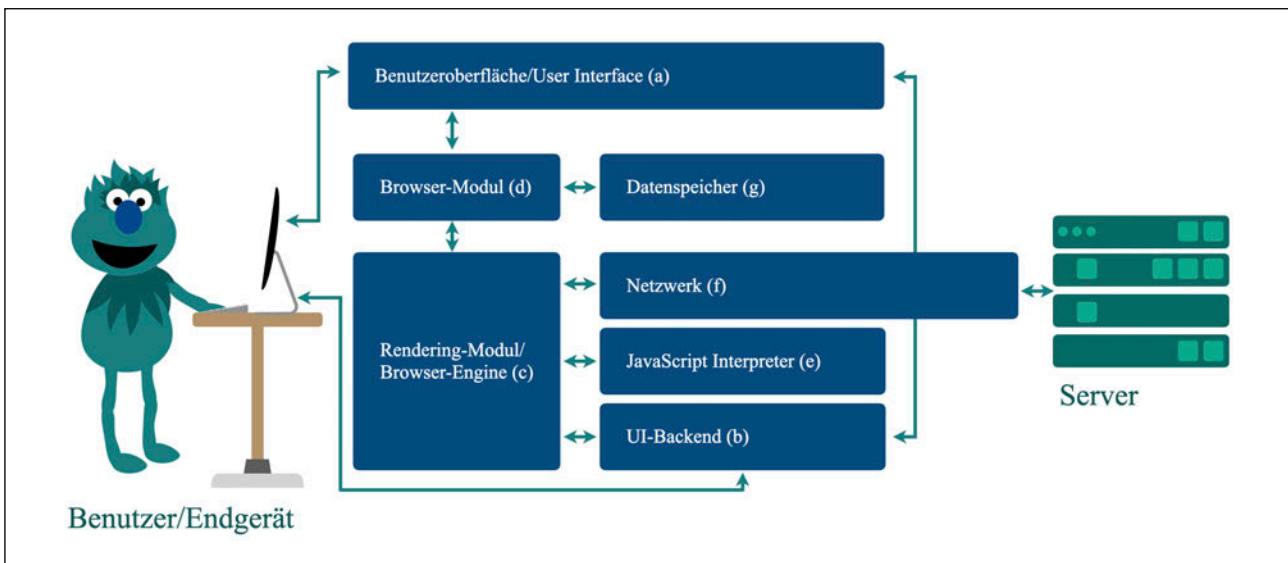 Benutzeroberfläche/User Interface (a)
Browser-Modul (d)
Datenspeicher (g)
Netzwerk (f)
Rendering-Modul/
Browser-Engine (c)
JavaScript Interpreter (e)
UI-Backend (b)
Server
Benutzer/Endgerät